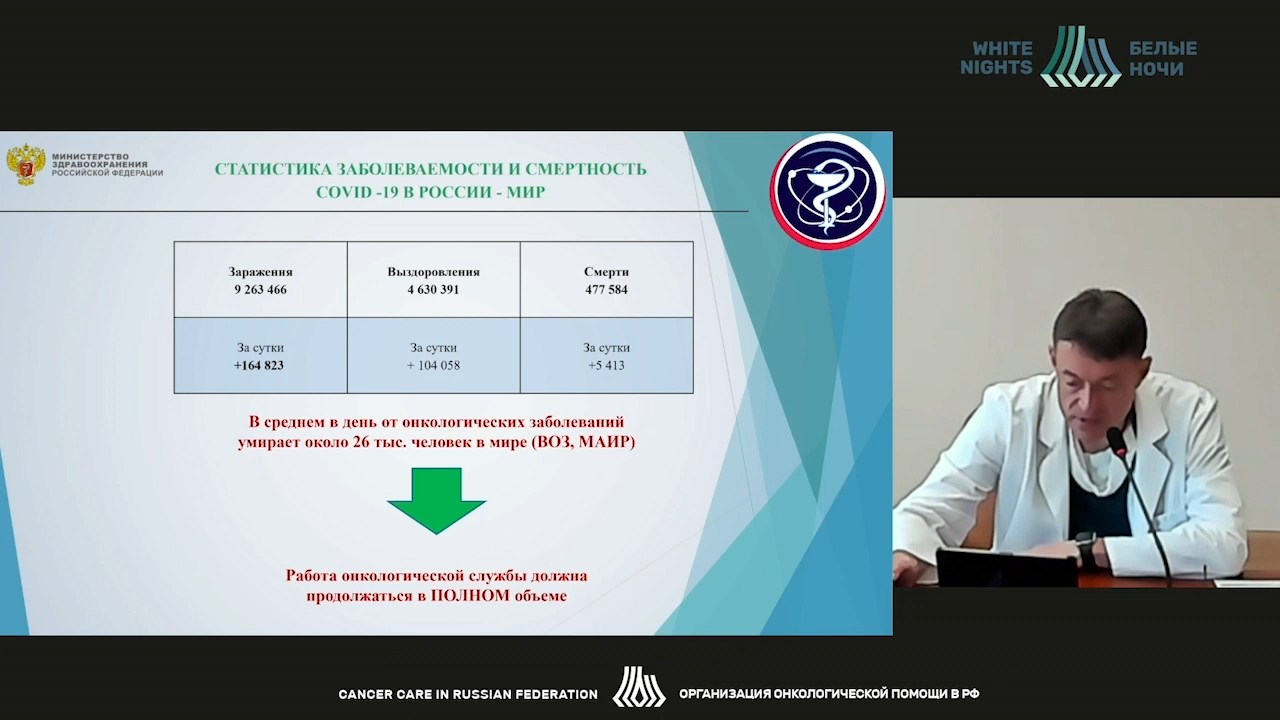 WHITE
NIGHTS
БЕЛЫЕ
НОЧИ
МИНИСТЕРСТВО
ЗДРАВООХРАНЕНИЯ
РОССИЙСКОЙ ФЕДЕРАЦИИ
СТАТИСТИКА ЗАБОЛЕВАЕМОСТИ И СМЕРТНОСТЬ
COVID -19 В РОССИИ - МИР
Заражения
9 263 466
Выздоровления
4 630 391
Смерти
477 584
За сутки
+164 823
За сутки
+ 104 058
За сутки
+5 413
В среднем в день от онкологических заболеваний
умирает около 26 тыс. человек в мире (ВОЗ, МАИР)
Работа онкологической службы должна
продолжаться в ПОЛНОМ объеме
CANCER CARE IN RUSSIAN FEDERATION
ОРГАНИЗАЦИЯ ОНКОЛОГИЧЕСКОЙ ПОМОЩИ В РФ